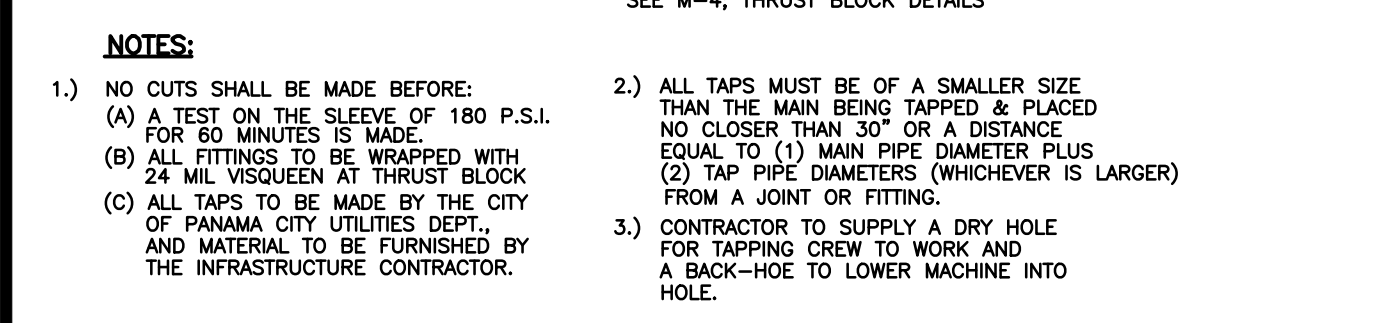 SEE M-4, THRUST BLOCK DETAILS
NOTES:
1.) NO CUTS SHALL BE MADE BEFORE:
(A) A TEST ON THE SLEEVE OF 180 P.S.I.
FOR 60 MINUTES IS MADE.
(B) ALL FITTINGS TO BE WRAPPED WITH
24 MIL VISQUEEN AT THRUST BLOCK
(C) ALL TAPS TO BE MADE BY THE CITY
OF PANAMA CITY UTILITIES DEPT.,
AND MATERIAL TO BE FURNISHED BY
THE INFRASTRUCTURE CONTRACTOR.
2.) ALL TAPS MUST BE OF A SMALLER SIZE
THAN THE MAIN BEING TAPPED & PLACED
NO CLOSER THAN 30" OR A DISTANCE
EQUAL TO (1) MAIN PIPE DIAMETER PLUS
(2) TAP PIPE DIAMETERS (WHICHEVER IS LARGER)
FROM A JOINT OR FITTING.
3.) CONTRACTOR TO SUPPLY A DRY HOLE
FOR TAPPING CREW TO WORK AND
A BACK-HOE TO LOWER MACHINE INTO
HOLE.